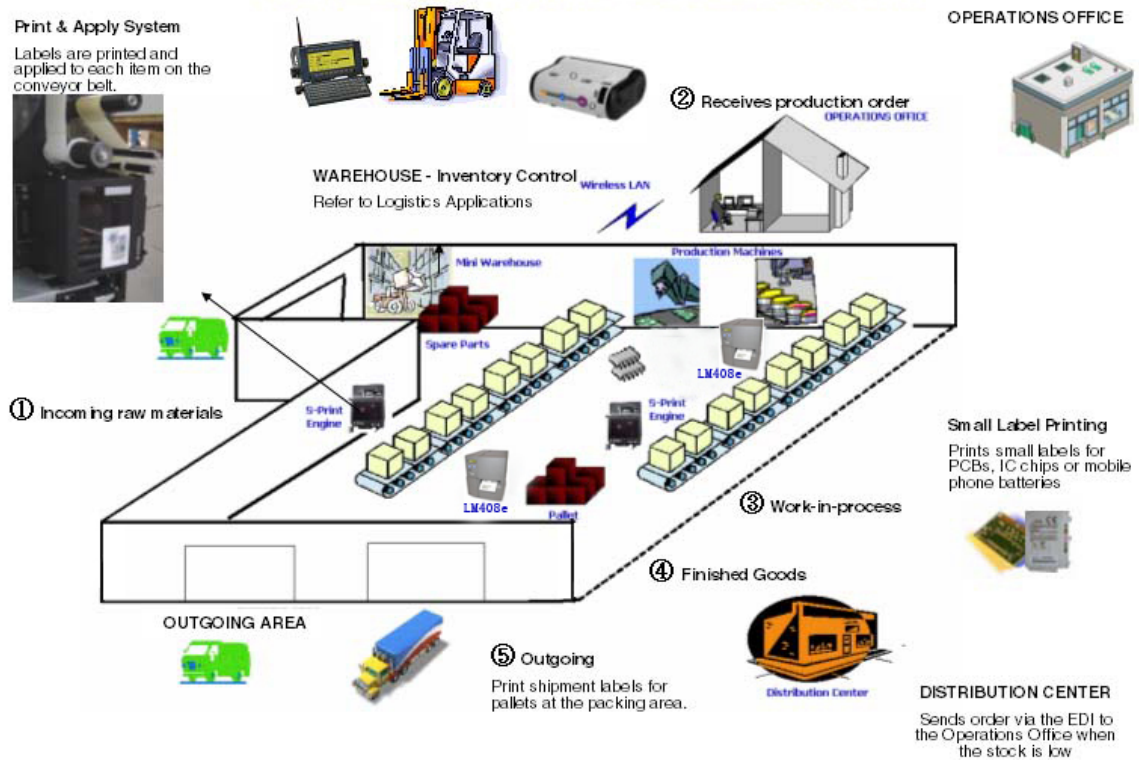 Print & Apply System
Labels are printed and
applied to each item on the
conveyor belt.
OPERATIONS OFFICE
② Receives production order
OPERATIONS OFFICE
WAREHOUSE - Inventory Control
Refer to Logistics Applications
Wireless LAN
Mini Warehouse
Production Machines
Spare Parts
LM408e
① Incoming raw materials
S-Print
Engine
S-Print
Engine
Small Label Printing
Prints small labels for
PCBs, IC chips or mobile
phone batteries
LM408e
Pallet
③ Work-in-process
④ Finished Goods
OUTGOING AREA
⑤ Outgoing
Print shipment labels for
pallets at the packing area.
Distribution Center
DISTRIBUTION CENTER
Sends order via the EDI to
the Operations Office when
the stock is low